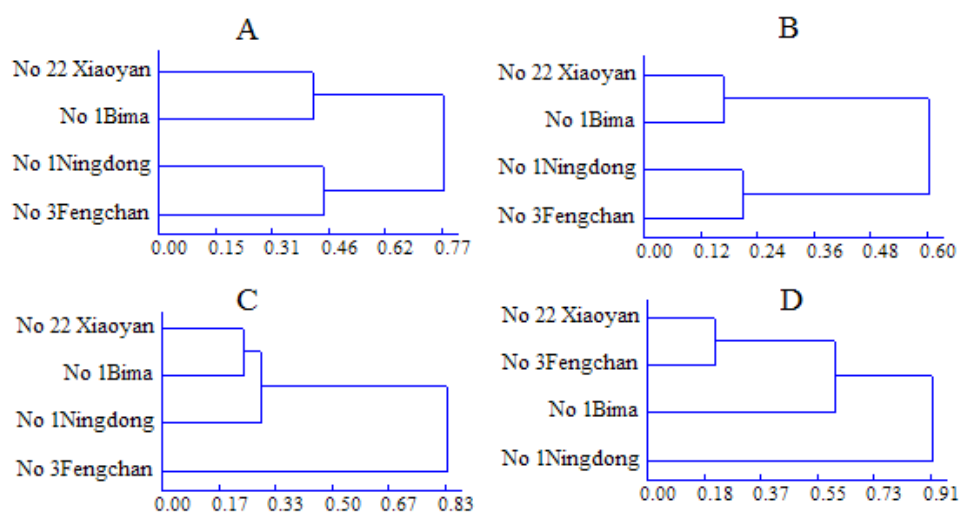 A
No 22 Xiaoyan
No 1Bima
No 1Ningdong
No 3Fengchan
0.00 0.15 0.31 0.46 0.62 0.77
B
No 22 Xiaoyan
No 1Bima
No 1Ningdong
No 3Fengchan
0.00 0.12 0.24 0.36 0.48 0.60
C
No 22 Xiaoyan
No 1Bima
No 1Ningdong
No 3Fengchan
0.00 0.17 0.33 0.50 0.67 0.83
D
No 22 Xiaoyan
No 3Fengchan
No 1Bima
No 1Ningdong
0.00 0.18 0.37 0.55 0.73 0.91